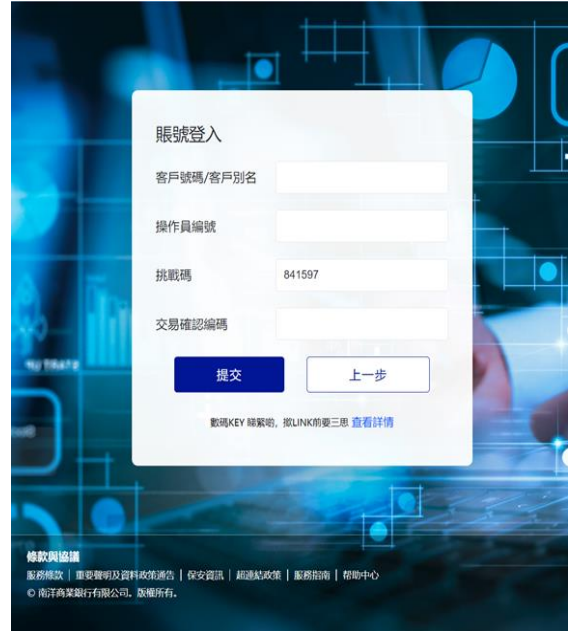 賬號登入
客戶號碼/客戶別名
操作員編號
挑戰碼 841597
交易確認編碼
提交 上一步
數碼KEY 睇緊啲，撳LINK前要三思 查看詳情
條款與協議
服務條款 | 重要聲明及資料政策通告 | 保安資訊 | 超連結政策 | 服務指南 | 帮助中心
© 南洋商業銀行有限公司。版權所有。